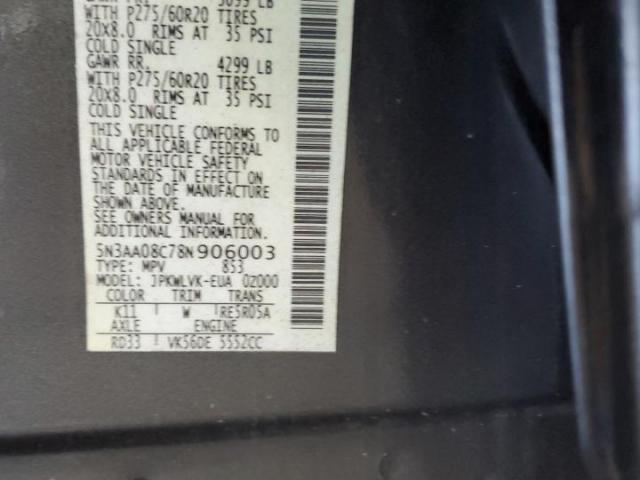 3699 LB
WITH P275/60R20 TIRES
20X8.0 RIMS AT 35 PSI
COLD SINGLE
GAWR RR. 4299 LB
WITH P275/60R20 TIRES
20X8.0 RIMS AT 35 PSI
COLD SINGLE
THIS VEHICLE CONFORMS TO
ALL APPLICABLE FEDERAL
MOTOR VEHICLE SAFETY
STANDARDS IN EFFECT ON
THE DATE OF MANUFACTURE
SHOWN ABOVE.
SEE OWNERS MANUAL FOR
ADDITIONAL INFORMATION
5N3AA08C78N906003
TYPE: MPV 853
MODEL: JPKWLVK-EUA 0Z000
COLOR TRIM TRANS
K11 W RE5R05A
AXLE ENGINE
RD33 VK56DE 5552CC